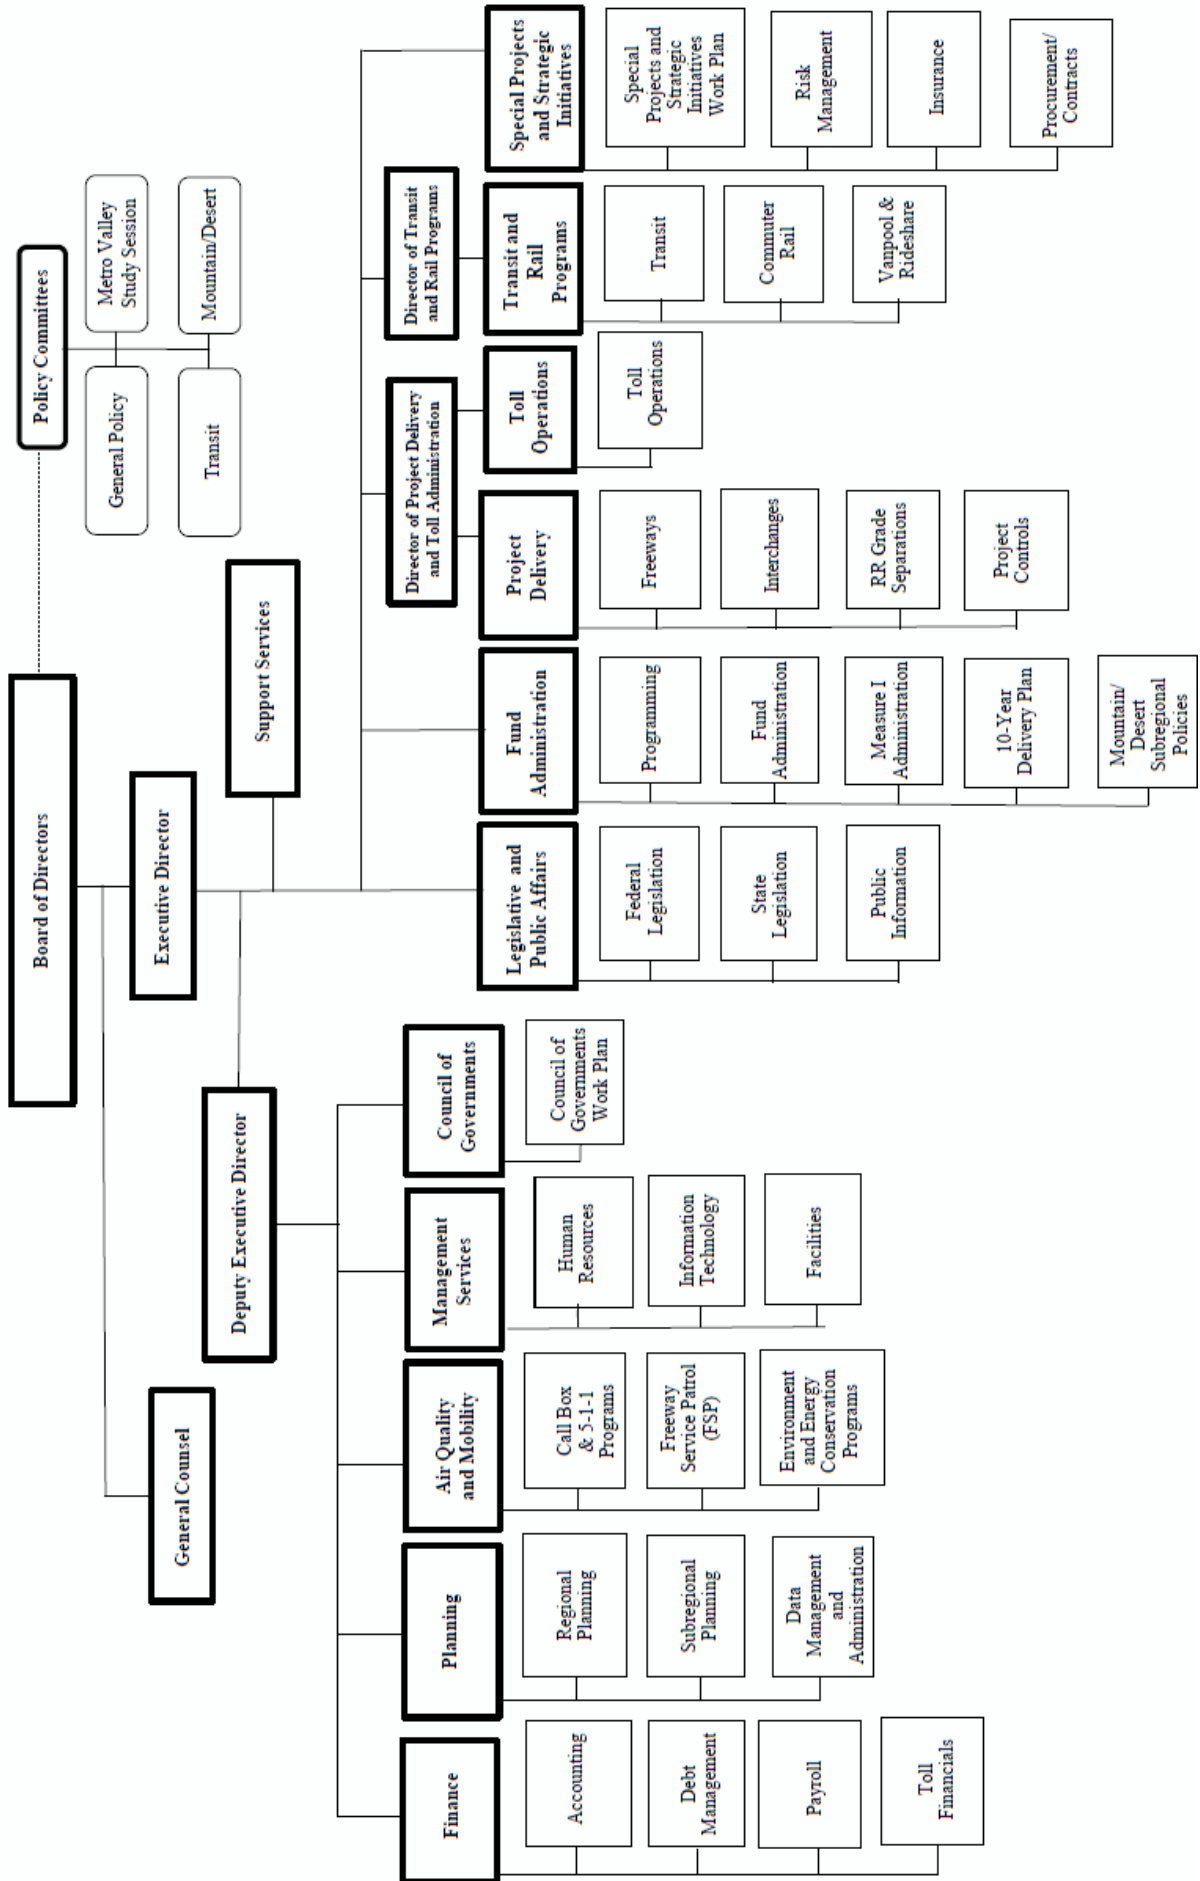 Board of Directors
Policy Committees
General Policy
Metro Valley
Study Session
Transit
Mountain/Desert
General Counsel
Executive Director
Deputy Executive Director
Support Services
Finance
Accounting
Debt
Management
Payroll
Toll
Financials
Planning
Regional
Planning
Subregional
Planning
Data
Management
and
Administration
Air Quality
and Mobility
Call Box
& 5-1-1
Programs
Freeway
Service Patrol
(FSP)
Environment
and Energy
Conservation
Programs
Management
Services
Human
Resources
Information
Technology
Facilities
Council of
Governments
Council of
Governments
Work Plan
Legislative and
Public Affairs
Federal
Legislation
State
Legislation
Public
Information
Fund
Administration
Programming
Fund
Administration
Measure I
Administration
10-Year
Delivery Plan
Mountain/
Desert
Subregional
Policies
Director of Project Delivery
and Toll Administration
Project
Delivery
Freeways
Interchanges
RR Grade
Separations
Project
Controls
Toll
Operations
Toll
Operations
Director of Transit
and Rail Programs
Transit and
Rail
Programs
Transit
Commuter
Rail
Vanpool &
Rideshare
Special Projects
and Strategic
Initiatives
Special
Projects and
Strategic
Initiatives
Work Plan
Risk
Management
Insurance
Procurement/
Contracts